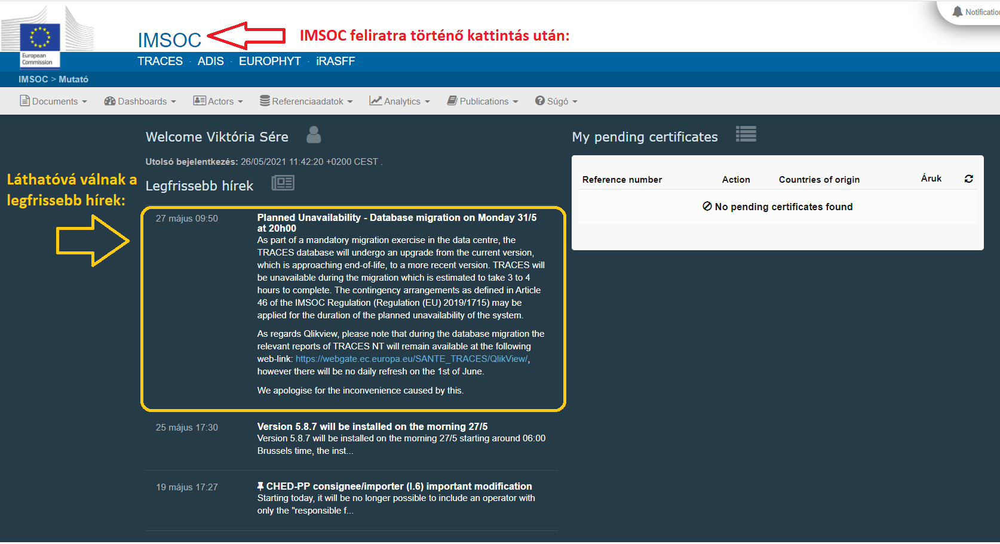 Notification
European
Commission
IMSOC
IMSOC feliratra történő kattintás után:
TRACES · ADIS · EUROPHYT · iRASFF
IMSOC > Mutató
Documents Dashboards Actors Referenciaadatok Analytics Publications Súgó
Welcome Viktória Sére
Utolsó bejelentkezés: 26/05/2021 11:42:20 +0200 CEST .
Láthatóvá válnak a
legfrissebb hírek:
Legfrissebb hírek
27 május 09:50
Planned Unavailability - Database migration on Monday 31/5
at 20h00
As part of a mandatory migration exercise in the data centre, the
TRACES database will undergo an upgrade from the current version,
which is approaching end-of-life, to a more recent version. TRACES will
be unavailable during the migration which is estimated to take 3 to 4
hours to complete. The contingency arrangements as defined in Article
46 of the IMSOC Regulation (Regulation (EU) 2019/1715) may be
applied for the duration of the planned unavailability of the system.
As regards Qlikview, please note that during the database migration the
relevant reports of TRACES NT will remain available at the following
web-link: https://webgate.ec.europa.eu/SANTE_TRACES/QlikView/,
however there will be no daily refresh on the 1st of June.
We apologise for the inconvenience caused by this.
25 május 17:30
Version 5.8.7 will be installed on the morning 27/5
Version 5.8.7 will be installed on the morning 27/5 starting around 06:00
Brussels time, the inst...
19 május 17:27
CHED-PP consignee/importer (I.6) important modification
Starting today, it will be no longer possible to include an operator with
only the "responsible f...
My pending certificates
Reference number Action Countries of origin Áruk
No pending certificates found